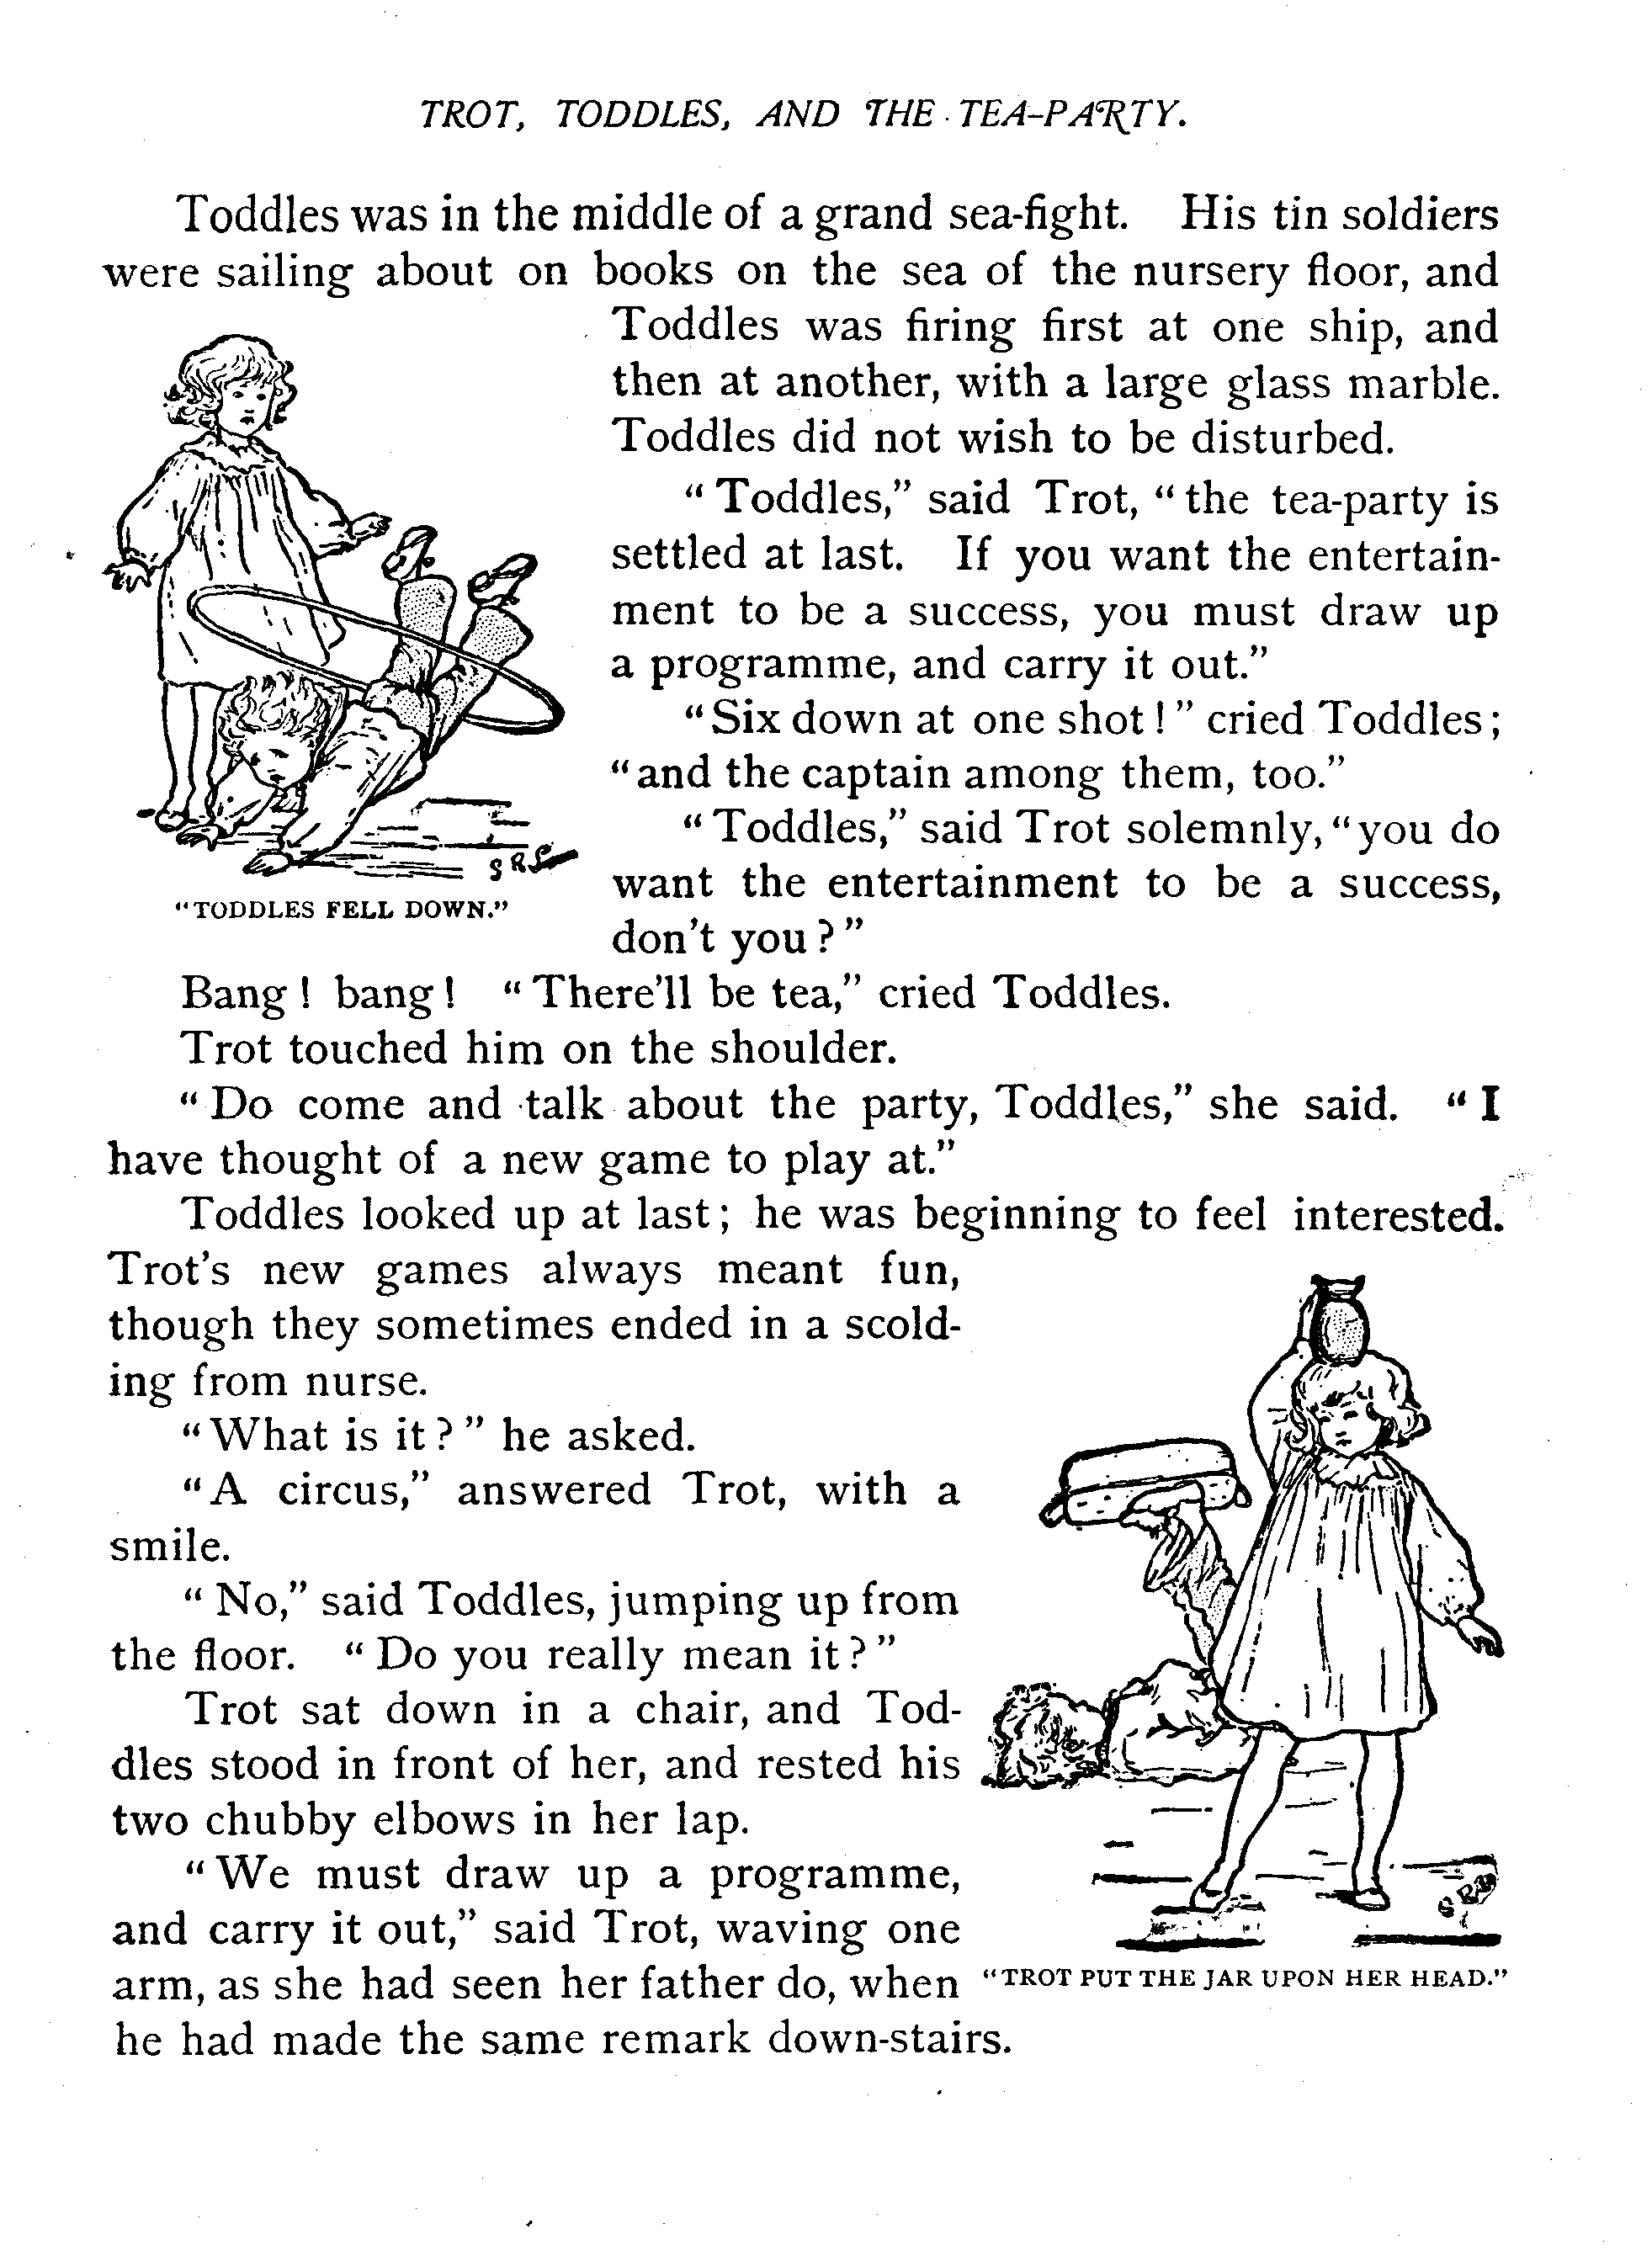 TROT, TODDLES, AND THE TEA-PARTY.
Toddles was in the middle of a grand sea-fight. His tin soldiers
were sailing about on books on the sea of the nursery floor, and
Toddles was firing first at one ship, and
then at another, with a large glass marble.
Toddles did not wish to be disturbed.
“Toddles,” said Trot, “the tea-party is
settled at last. If you want the entertain-
ment to be a success, you must draw up
a programme, and carry it out.”
“Six down at one shot!” cried Toddles;
“and the captain among them, too.”
“Toddles,” said Trot solemnly, “you do
want the entertainment to be a success,
don't you?”
SRS
“TODDLES FELL DOWN.”
Bang! bang! “There'll be tea,” cried Toddles.
Trot touched him on the shoulder.
“Do come and talk about the party, Toddles,” she said. “I
have thought of a new game to play at.”
Toddles looked up at last; he was beginning to feel interested.
Trot's new games always meant fun,
though they sometimes ended in a scold-
ing from nurse.
“What is it?” he asked.
“A circus,” answered Trot, with a
smile.
“No,” said Toddles, jumping up from
the floor. “Do you really mean it?”
Trot sat down in a chair, and Tod-
dles stood in front of her, and rested his
two chubby elbows in her lap.
“We must draw up a programme,
and carry it out,” said Trot, waving one
arm, as she had seen her father do, when
he had made the same remark down-stairs.
“TROT PUT THE JAR UPON HER HEAD.”